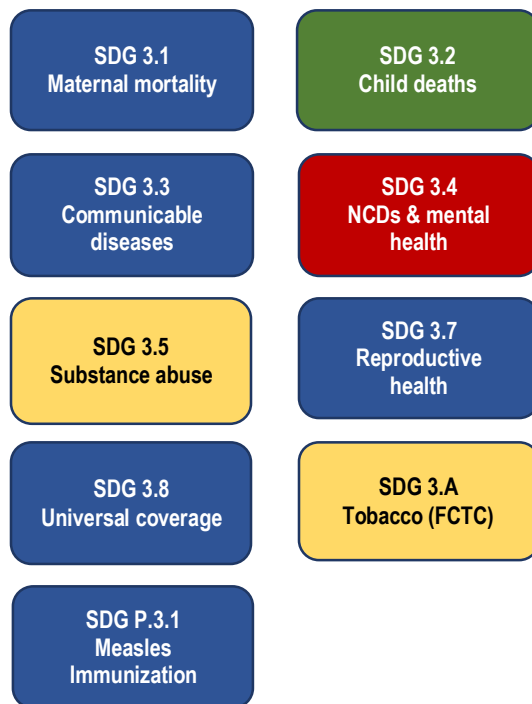 SDG 3.1
Maternal mortality
SDG 3.2
Child deaths
SDG 3.3
Communicable
diseases
SDG 3.4
NCDs & mental
health
SDG 3.5
Substance abuse
SDG 3.7
Reproductive
health
SDG 3.8
Universal coverage
SDG 3.A
Tobacco (FCTC)
SDG P.3.1
Measles
Immunization